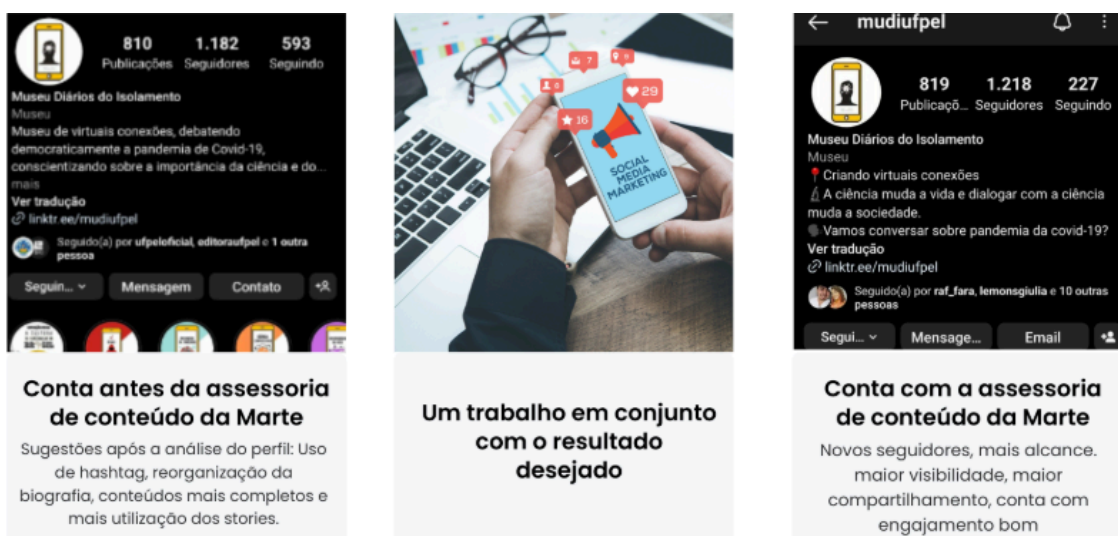 810 1.182 593
Publicações Seguidores Seguindo
Museu Diários do Isolamento
Museu
Museu de virtuais conexões, debatendo
democraticamente a pandemia de Covid-19,
conscientizando sobre a importância da ciência e do...
mais
Ver tradução
linktr.ee/mudiufpel
Seguido(a) por ufpeloficial, editoraufpel e 1 outra
pessoa
Seguin... Mensagem Contato
Conta antes da assessoria
de conteúdo da Marte
Sugestões após a análise do perfil: Uso
de hashtag, reorganização da
biografia, conteúdos mais completos e
mais utilização dos stories.
7
9
6
29
16
SOCIAL
MEDIA
MARKETING
Um trabalho em conjunto
com o resultado
desejado
mudiufpel
819 1.218 227
Publicaçõ... Seguidores Seguindo
Museu Diários do Isolamento
Museu
📍Criando virtuais conexões
🔬 A ciência muda a vida e dialogar com a ciência
muda a sociedade.
🗣 Vamos conversar sobre pandemia da covid-19?
Ver tradução
linktr.ee/mudiufpel
Seguido(a) por raf_fara, lemonsgiulia e 10 outras
pessoas
Segui... Mensage... Email
Conta com a assessoria
de conteúdo da Marte
Novos seguidores, mais alcance.
maior visibilidade, maior
compartilhamento, conta com
engajamento bom